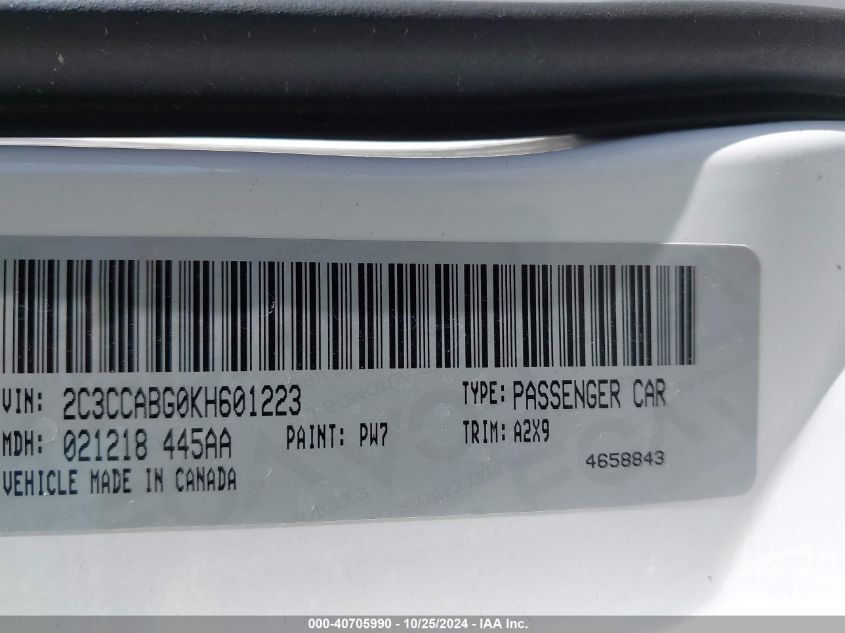 VIN: 2C3CCABG0KH601223 TYPE: PASSENGER CAR
MDH: 021218 445AA PAINT: PW7 TRIM: A2X9
4658843
VEHICLE MADE IN CANADA
000-40705990 - 10/25/2024 - IAA Inc.